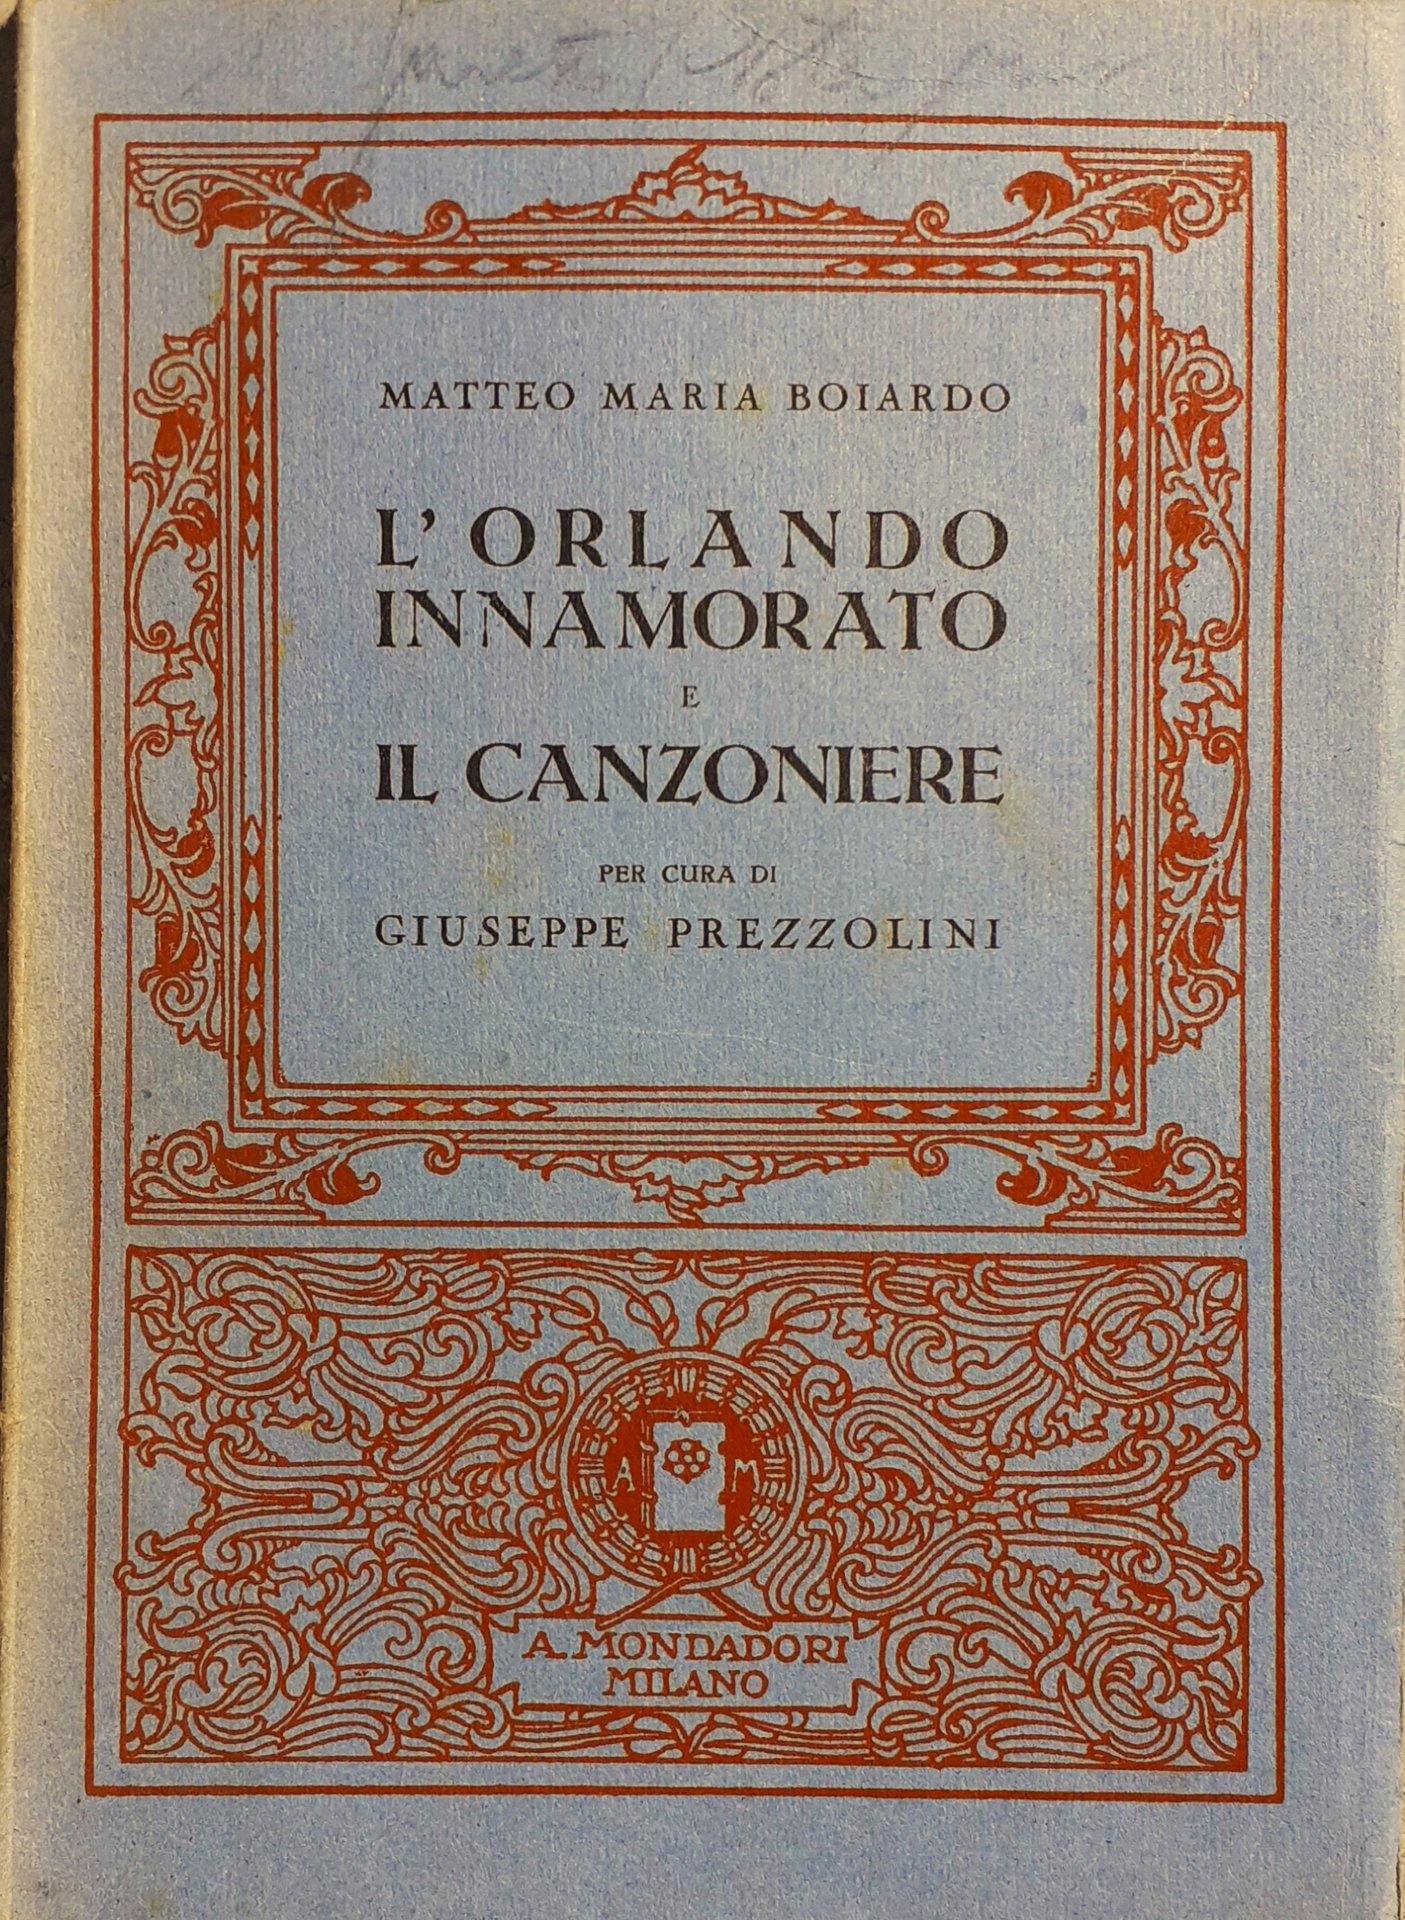 MATTEO MARIA BOIARDO
L'ORLANDO
INNAMORATO
E
IL CANZONIERE
PER CURA DI
GIUSEPPE PREZZOLINI
A M
A. MONDADORI
MILANO